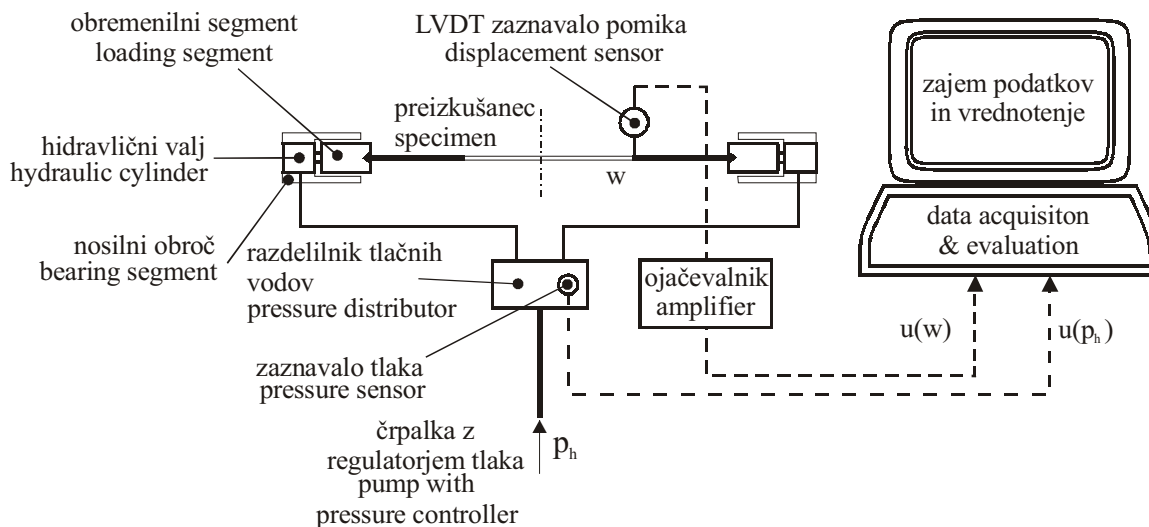 obremenilni segment
loading segment
LVDT zaznavalo pomika
displacement sensor
zajem podatkov
in vrednotenje
preizkušanec
specimen
hidravlični valj
hydraulic cylinder
w
data acquisiton
& evaluation
nosilni obroč
bearing segment
razdelilnik tlačnih
vodov
pressure distributor
ojačevalnik
amplifier
u(w)
u(pₕ)
zaznavalo tlaka
pressure sensor
črpalka z
regulatorjem tlaka
pump with
pressure controller
pₕ